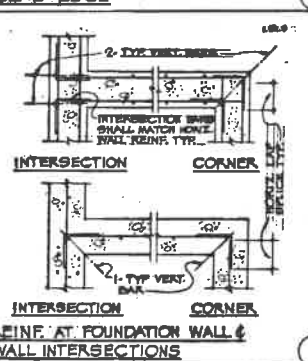 2- TYP VERT. BARS
INTERSECTION BARS
SHALL MATCH HORIZ.
WALL REINF. TYP.
INTERSECTION
CORNER
HORIZ. LAP
SPLICE TYP.
1- TYP VERT.
BAR
INTERSECTION
CORNER
REINF. AT FOUNDATION WALL &
WALL INTERSECTIONS